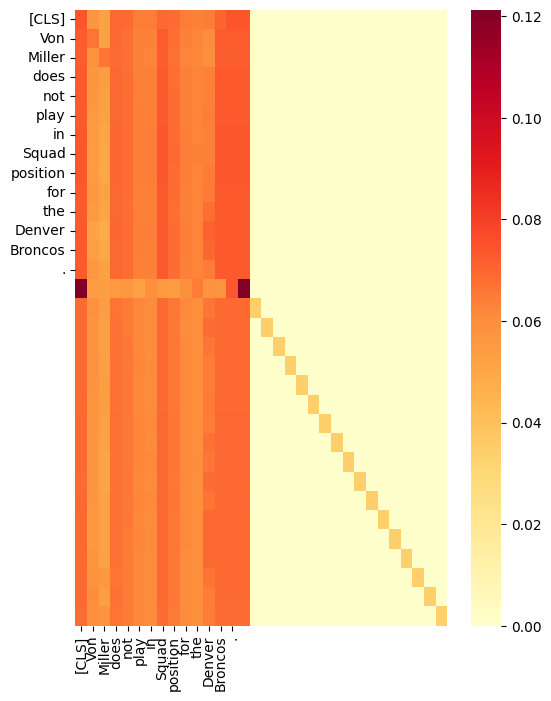 [CLS]
Von
Miller
does
not
play
in
Squad
position
for
the
Denver
Broncos
.
0.12
0.10
0.08
0.06
0.04
0.02
0.00
[CLS]
Von
Miller
does
not
play
in
Squad
position
for
the
Denver
Broncos
.